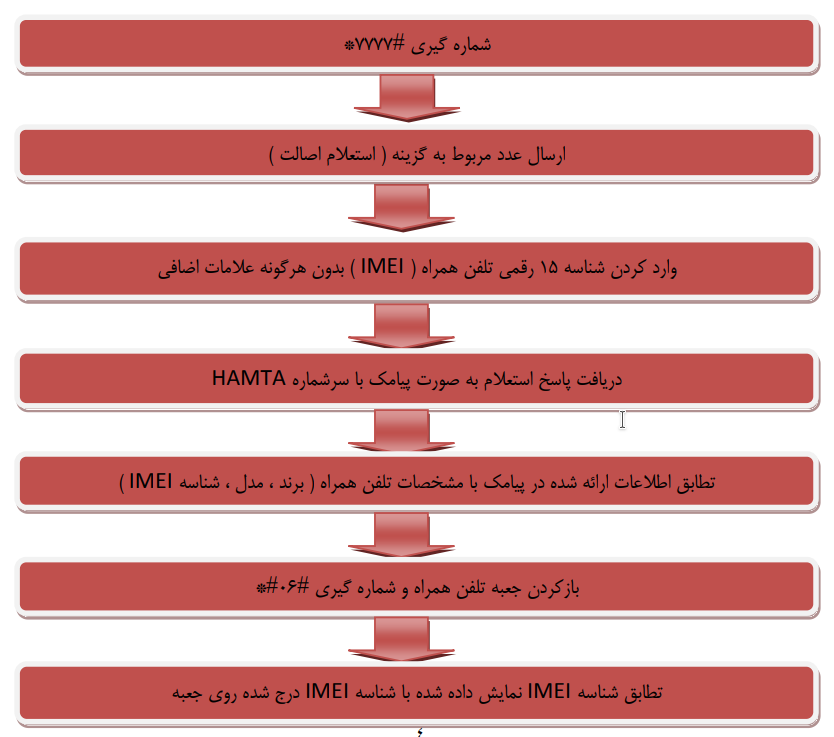 شماره گیری #۷۷۷۷*
ارسال عدد مربوط به گزینه ( استعلام اصالت )
وارد کردن شناسه ۱۵ رقمی تلفن همراه ( IMEI ) بدون هرگونه علامات اضافی
دریافت پاسخ استعلام به صورت پیامک با سرشماره HAMTA
تطابق اطلاعات ارائه شده در پیامک با مشخصات تلفن همراه ( برند ، مدل ، شناسه IMEI )
بازکردن جعبه تلفن همراه و شماره گیری #۰۶#*
تطابق شناسه IMEI نمایش داده شده با شناسه IMEI درج شده روی جعبه
۶